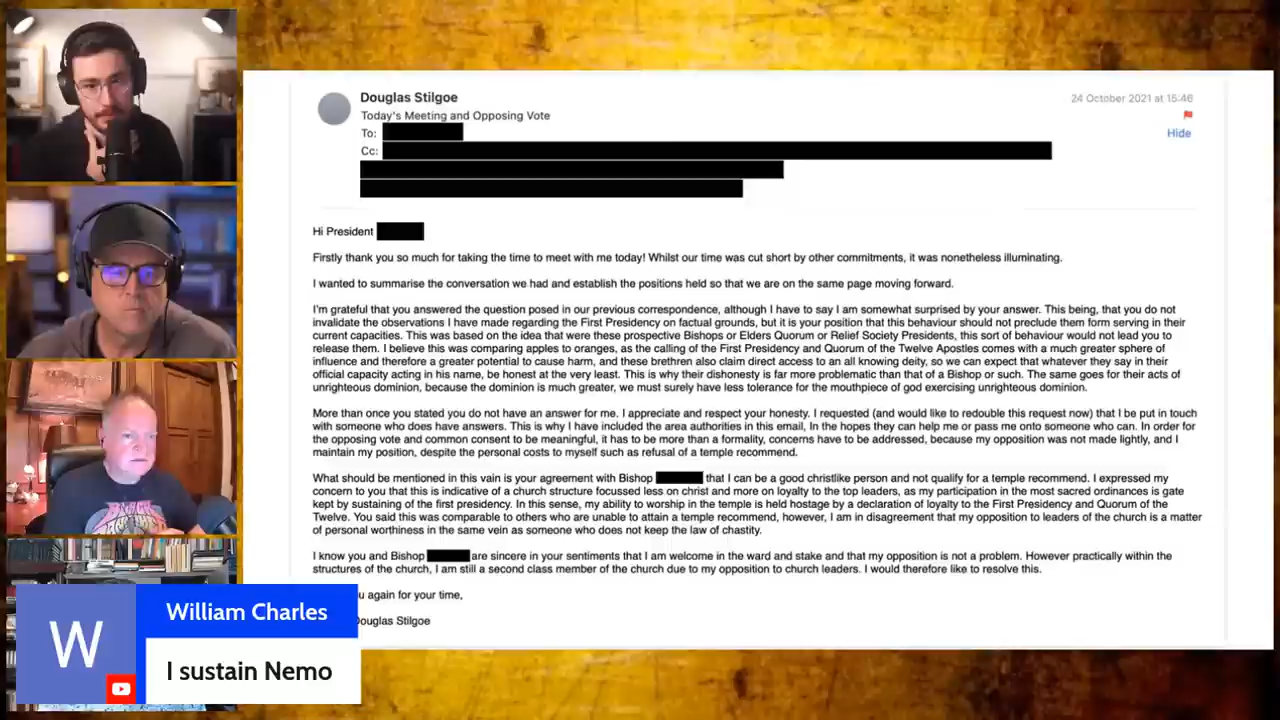 Douglas Stilgoe
24 October 2021 at 15:46
Today's Meeting and Opposing Vote
To:
Hide
Cc:
Hi President
Firstly thank you so much for taking the time to meet with me today! Whilst our time was cut short by other commitments, it was nonetheless illuminating.
I wanted to summarise the conversation we had and establish the positions held so that we are on the same page moving forward.
I'm grateful that you answered the question posed in our previous correspondence, although I have to say I am somewhat surprised by your answer. This being, that you do not
invalidate the observations I have made regarding the First Presidency on factual grounds, but it is your position that this behaviour should not preclude them form serving in their
current capacities. This was based on the idea that were these prospective Bishops or Elders Quorum or Relief Society Presidents, this sort of behaviour would not lead you to
release them. I believe this was comparing apples to oranges, as the calling of the First Presidency and Quorum of the Twelve Apostles comes with a much greater sphere of
influence and therefore a greater potential to cause harm, and these brethren also claim direct access to an all knowing deity, so we can expect that whatever they say in their
official capacity acting in his name, be honest at the very least. This is why their dishonesty is far more problematic than that of a Bishop or such. The same goes for their acts of
unrighteous dominion, because the dominion is much greater, we must surely have less tolerance for the mouthpiece of god exercising unrighteous dominion.
More than once you stated you do not have an answer for me. I appreciate and respect your honesty. I requested (and would like to redouble this request now) that I be put in touch
with someone who does have answers. This is why I have included the area authorities in this email, In the hopes they can help me or pass me onto someone who can. In order for
the opposing vote and common consent to be meaningful, it has to be more than a formality, concerns have to be addressed, because my opposition was not made lightly, and I
maintain my position, despite the personal costs to myself such as refusal of a temple recommend.
What should be mentioned in this vain is your agreement with Bishop that I can be a good christlike person and not qualify for a temple recommend. I expressed my
concern to you that this is indicative of a church structure focussed less on christ and more on loyalty to the top leaders, as my participation in the most sacred ordinances is gate
kept by sustaining of the first presidency. In this sense, my ability to worship in the temple is held hostage by a declaration of loyalty to the First Presidency and Quorum of the
Twelve. You said this was comparable to others who are unable to attain a temple recommend, however, I am in disagreement that my opposition to leaders of the church is a matter
of personal worthiness in the same vein as someone who does not keep the law of chastity.
I know you and Bishop are sincere in your sentiments that I am welcome in the ward and stake and that my opposition is not a problem. However practically within the
structures of the church, I am still a second class member of the church due to my opposition to church leaders. I would therefore like to resolve this.
u again for your time,
Douglas Stilgoe
W
William Charles
I sustain Nemo